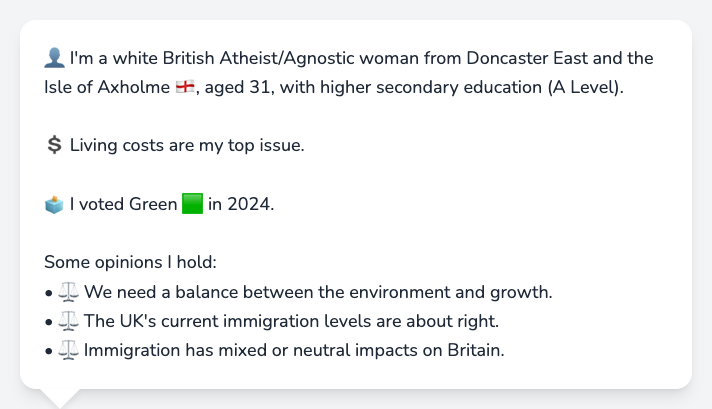 👤 I'm a white British Atheist/Agnostic woman from Doncaster East and the
Isle of Axholme 🏴󠁧󠁢󠁥󠁮󠁧󠁿, aged 31, with higher secondary education (A Level).
💲 Living costs are my top issue.
🗳️ I voted Green 🟩 in 2024.
Some opinions I hold:
• ⚖️ We need a balance between the environment and growth.
• ⚖️ The UK's current immigration levels are about right.
• ⚖️ Immigration has mixed or neutral impacts on Britain.